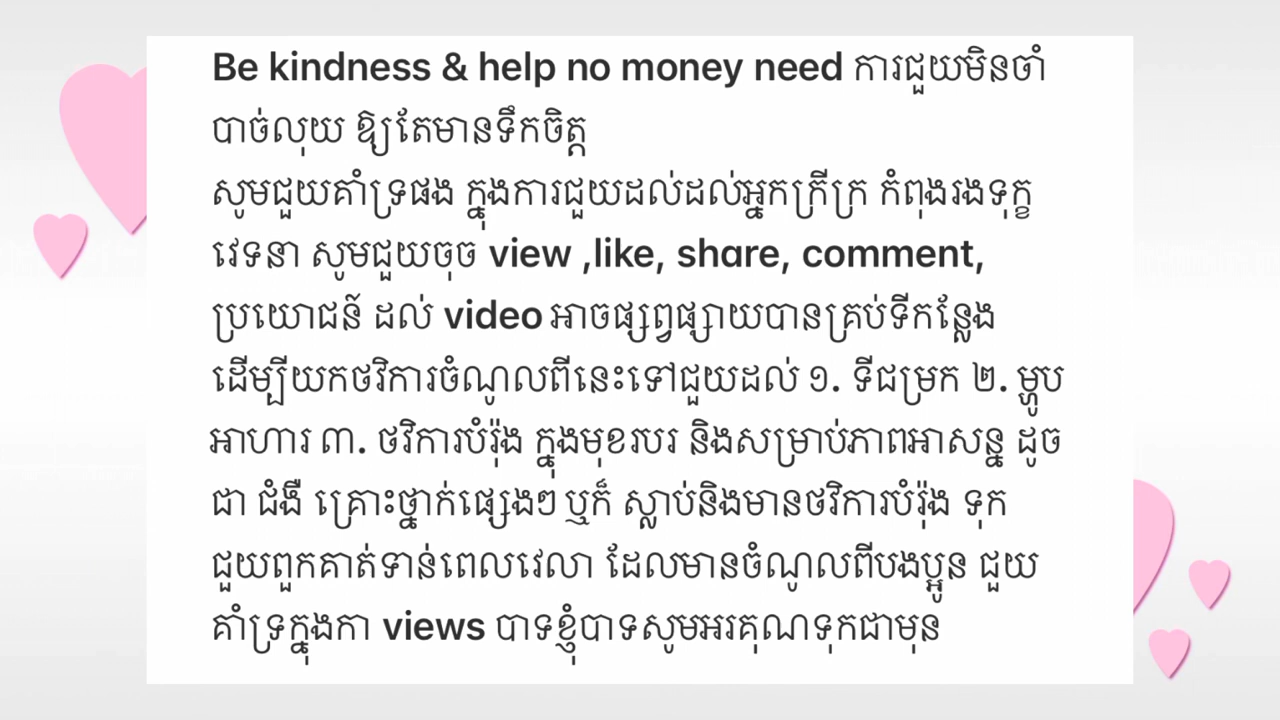 Be kindness & help no money need ការជួយមិនចាំ
បាច់លុយ ឱ្យតែមានទឹកចិត្ត
សូមជួយគាំទ្រផង ក្នុងការជួយដល់ដល់អ្នកក្រីក្រ កំពុងរងទុក្ខ
វេទនា សូមជួយចុច view ,like, share, comment,
ប្រយោជន៍ ដល់ video អាចផ្សព្វផ្សាយបានគ្រប់ទីកន្លែង
ដើម្បីយកថវិការចំណូលពីនេះទៅជួយដល់ ១. ទីជម្រក ២. ម្ហូប
អាហារ ៣. ថវិការបំរ៉ុង ក្នុងមុខរបរ និងសម្រាប់ភាពអាសន្ន ដូច
ជា ជំងឺ គ្រោះថ្នាក់ផ្សេងៗ ឬក៏ ស្លាប់និងមានថវិការបំរ៉ុង ទុក
ជួយពួកគាត់ទាន់ពេលវេលា ដែលមានចំណូលពីបងប្អូន ជួយ
គាំទ្រក្នុងកា views បាទខ្ញុំបាទសូមអរគុណទុកជាមុន